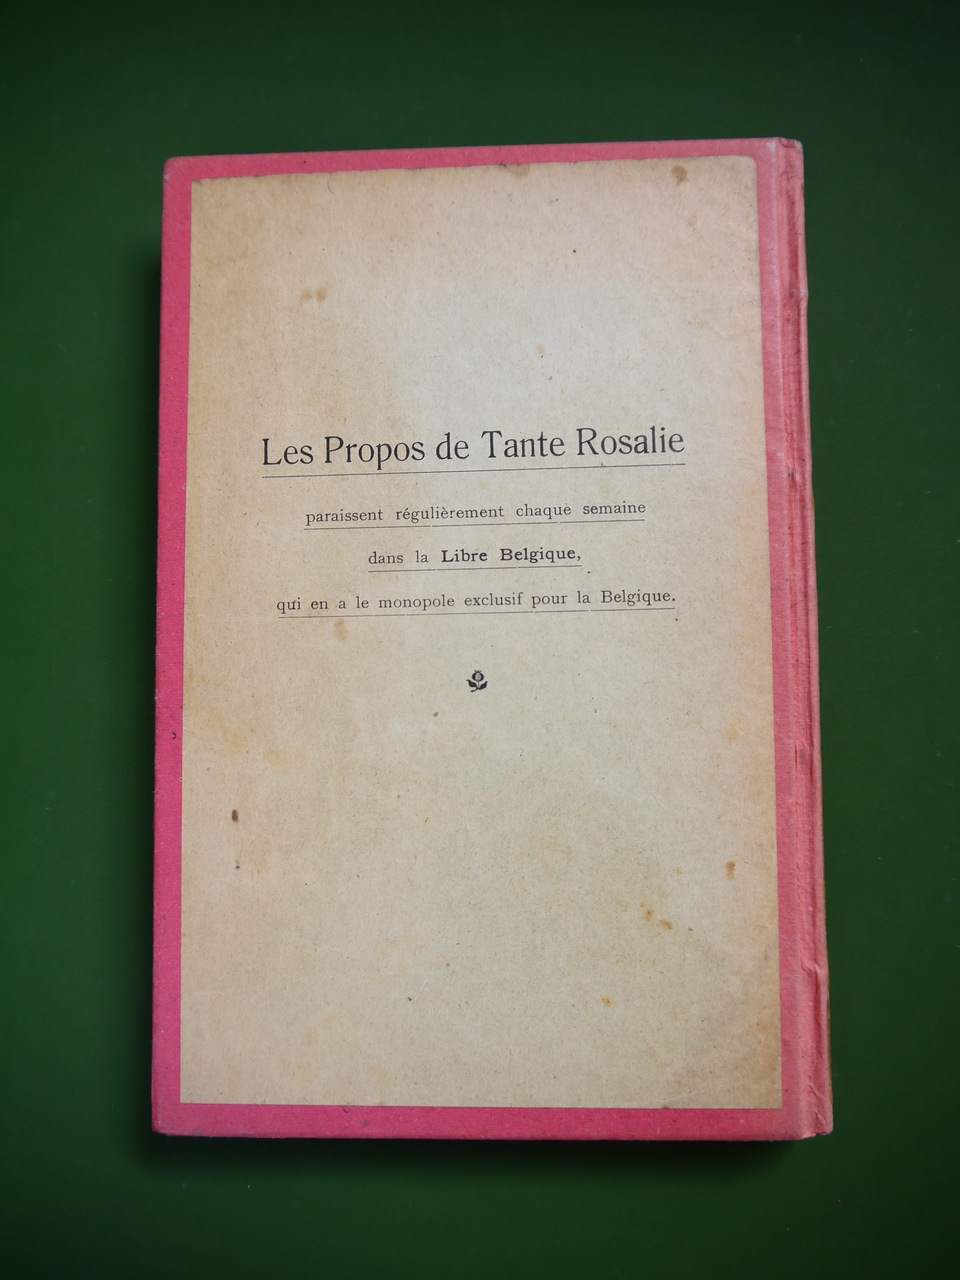 Les Propos de Tante Rosalie
paraissent régulièrement chaque semaine
dans la Libre Belgique,
qui en a le monopole exclusif pour la Belgique.